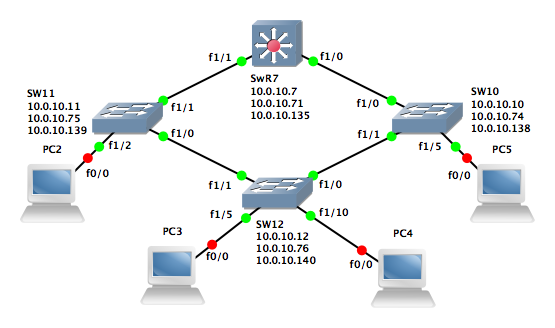 f1/1
f1/0
SwR7
10.0.10.7
10.0.10.71
10.0.10.135
SW11
10.0.10.11
10.0.10.75
10.0.10.139
f1/1
f1/0
f1/2
PC2
f0/0
SW10
10.0.10.10
10.0.10.74
10.0.10.138
f1/0
f1/1
f1/5
PC5
f0/0
f1/1
f1/0
f1/5
f1/10
SW12
10.0.10.12
10.0.10.76
10.0.10.140
PC3
f0/0
PC4
f0/0